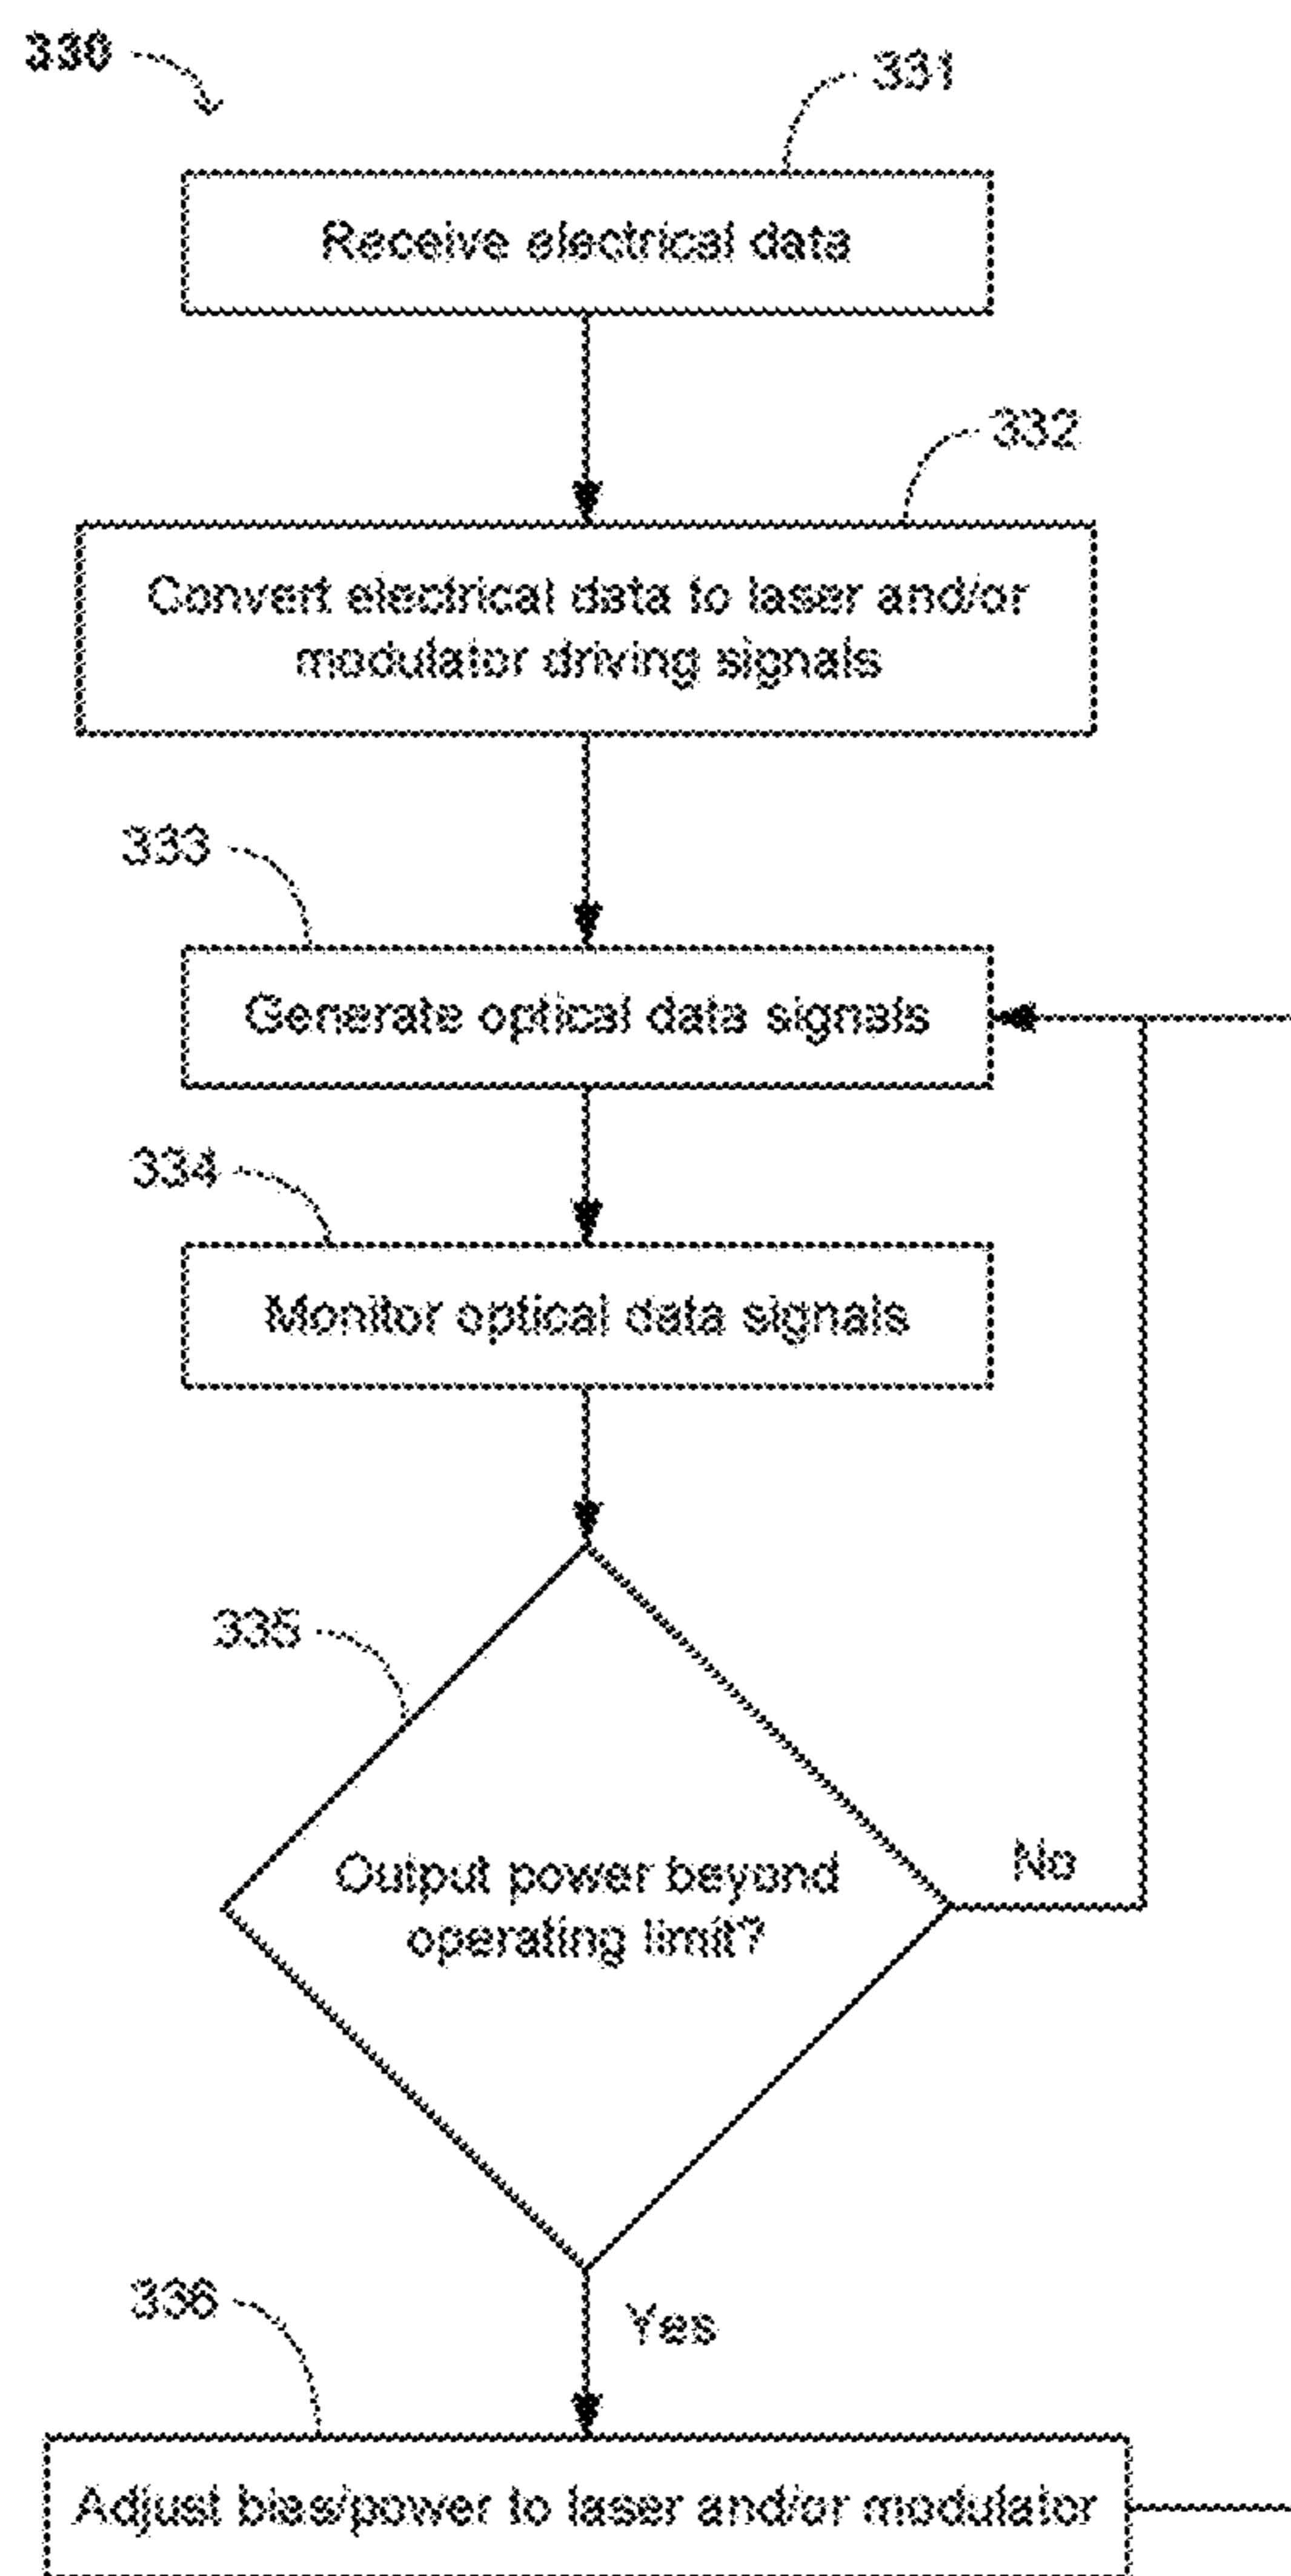 330
331
Receive electrical data
332
Convert electrical data to laser and/or
modulator driving signals
333
Generate optical data signals
334
Monitor optical data signals
335
Output power beyond
operating limit?
No
Yes
336
Adjust bias/power to laser and/or modulator